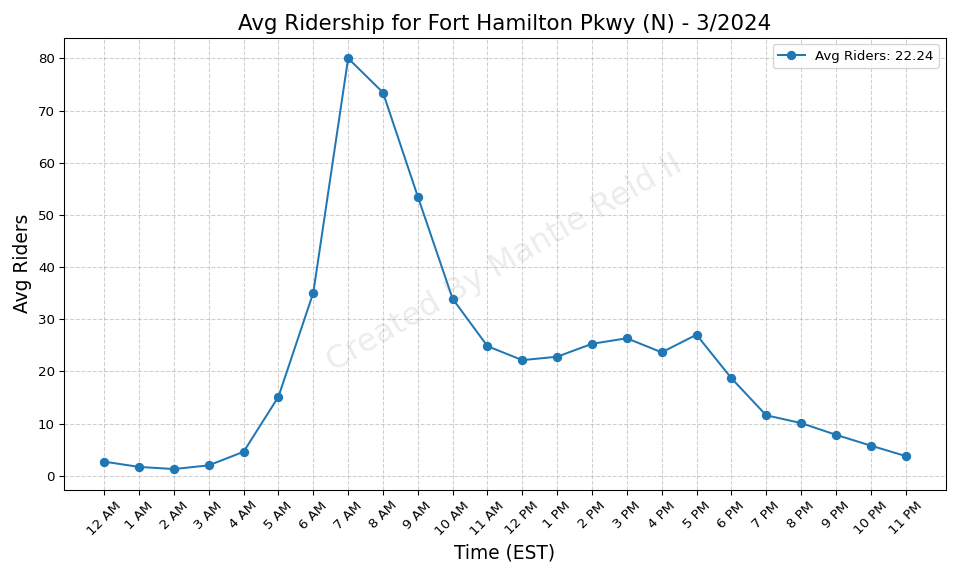 Avg Ridership for Fort Hamilton Pkwy (N) - 3/2024
Avg Riders: 22.24
80
70
60
50
40
30
20
10
0
Avg Riders
Created By Mantie Reid II
12 AM
1 AM
2 AM
3 AM
4 AM
5 AM
6 AM
7 AM
8 AM
9 AM
10 AM
11 AM
12 PM
1 PM
2 PM
3 PM
4 PM
5 PM
6 PM
7 PM
8 PM
9 PM
10 PM
11 PM
Time (EST)